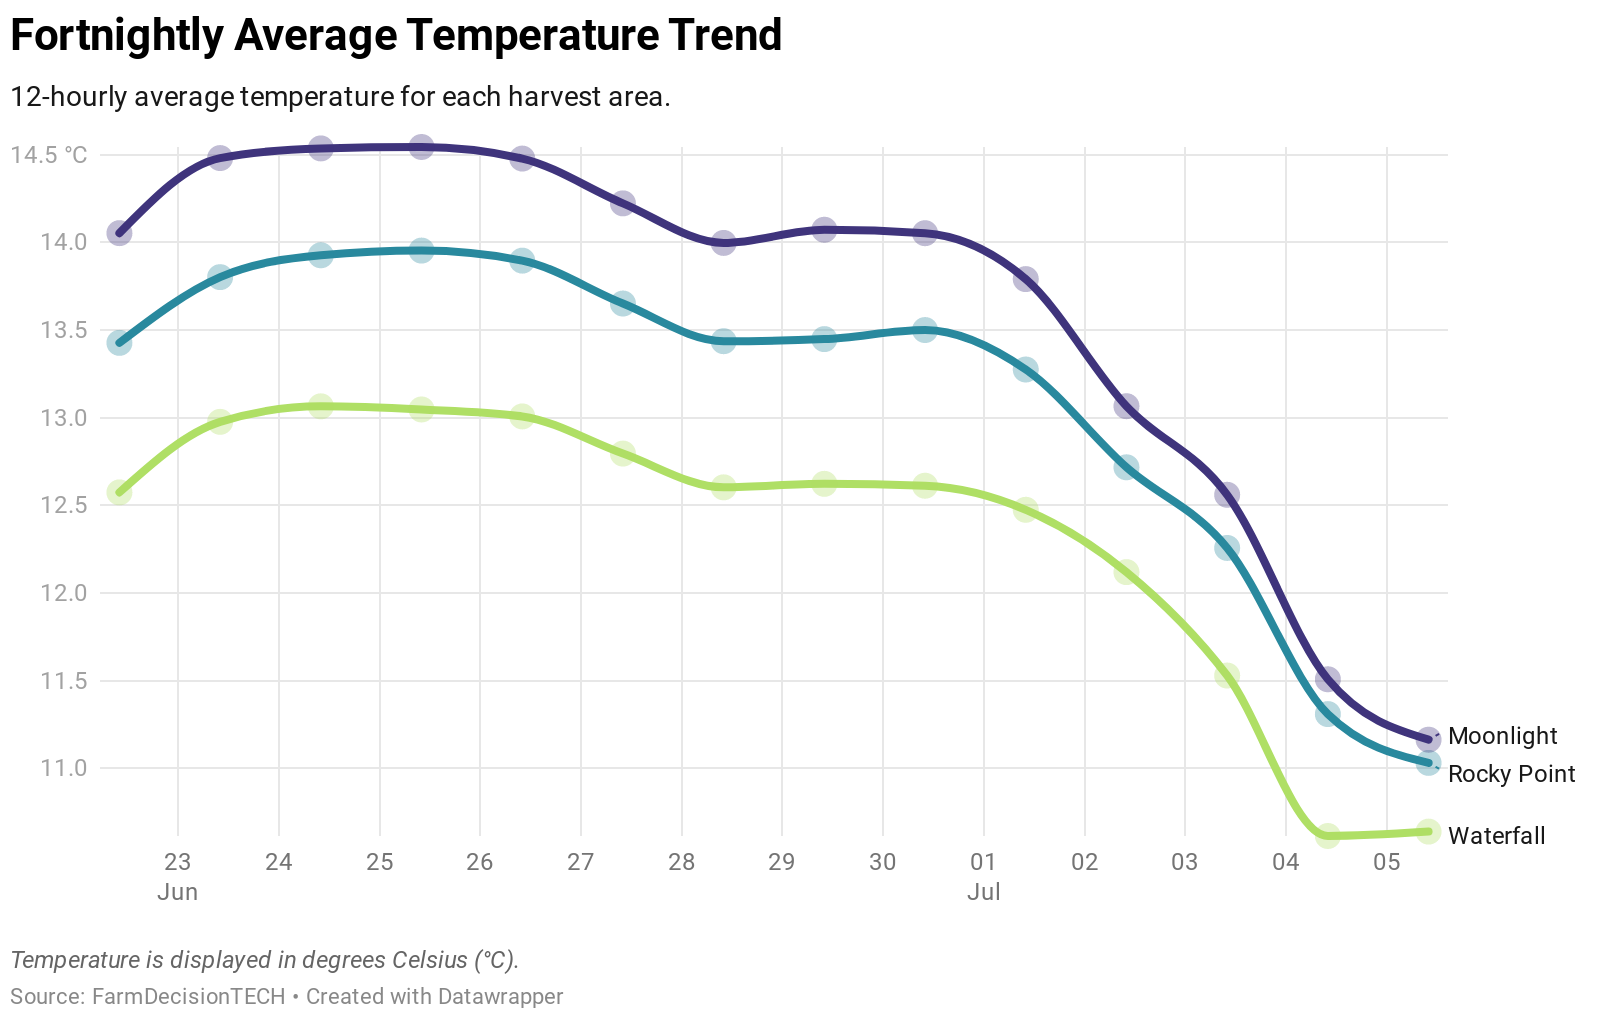 Fortnightly Average Temperature Trend
12-hourly average temperature for each harvest area.
14.5 °C
14.0
13.5
13.0
12.5
12.0
11.5
11.0
Moonlight
Rocky Point
Waterfall
23 24 25 26 27 28 29 30 01 02 03 04 05
Jun Jul
Temperature is displayed in degrees Celsius (°C).
Source: FarmDecisionTECH • Created with Datawrapper